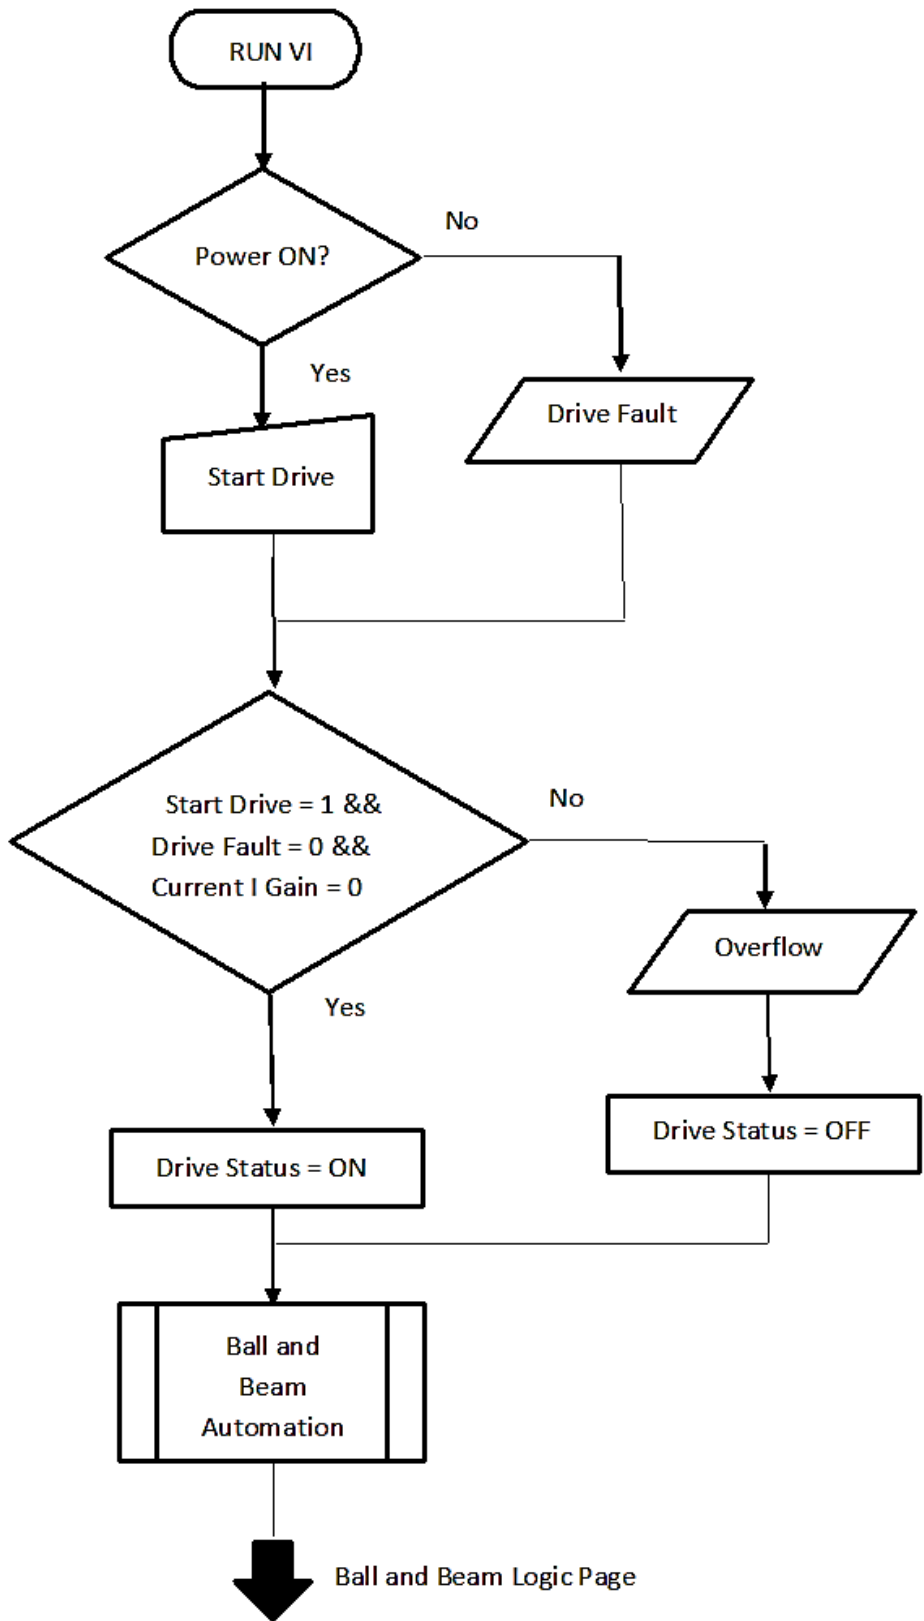 RUN VI
Power ON?
No
Yes
Drive Fault
Start Drive
Start Drive = 1 &&
Drive Fault = 0 &&
Current I Gain = 0
No
Yes
Overflow
Drive Status = OFF
Drive Status = ON
Ball and
Beam
Automation
Ball and Beam Logic Page